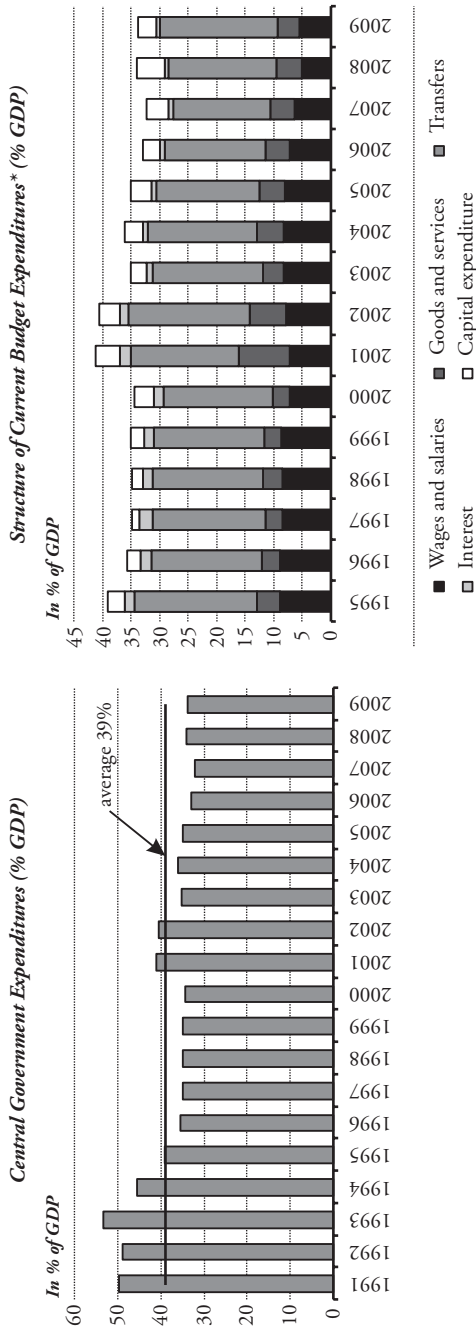 Central Government Expenditures (% GDP)
In % of GDP
60
50
40
30
20
10
0
average 39%
1991 1992 1993 1994 1995 1996 1997 1998 1999 2000 2001 2002 2003 2004 2005 2006 2007 2008 2009
Structure of Current Budget Expenditures* (% GDP)
In % of GDP
45
40
35
30
25
20
15
10
5
0
1995 1996 1997 1998 1999 2000 2001 2002 2003 2004 2005 2006 2007 2008 2009
Wages and salaries Goods and services Transfers
Interest Capital expenditure